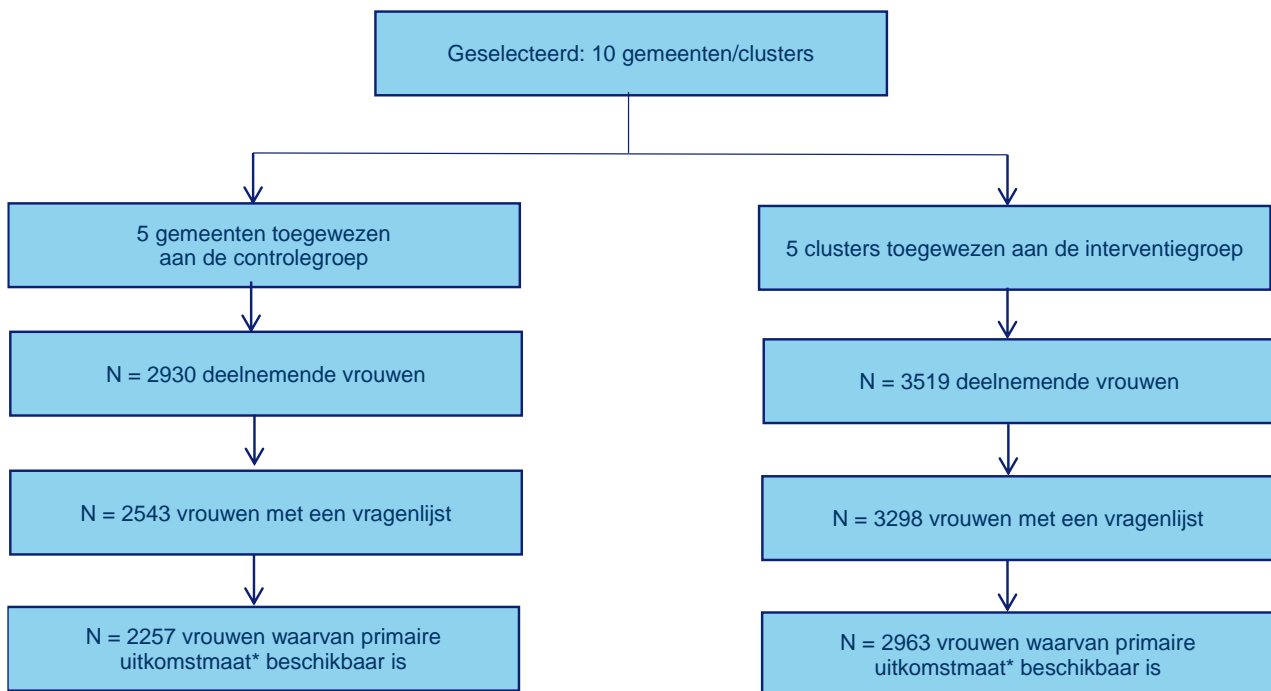 Geselecteerd: 10 gemeenten/clusters
5 gemeenten toegewezen
aan de controlegroep
5 clusters toegewezen aan de interventiegroep
N = 2930 deelnemende vrouwen
N = 3519 deelnemende vrouwen
N = 2543 vrouwen met een vragenlijst
N = 3298 vrouwen met een vragenlijst
N = 2257 vrouwen waarvan primaire
uitkomstmaat* beschikbaar is
N = 2963 vrouwen waarvan primaire
uitkomstmaat* beschikbaar is